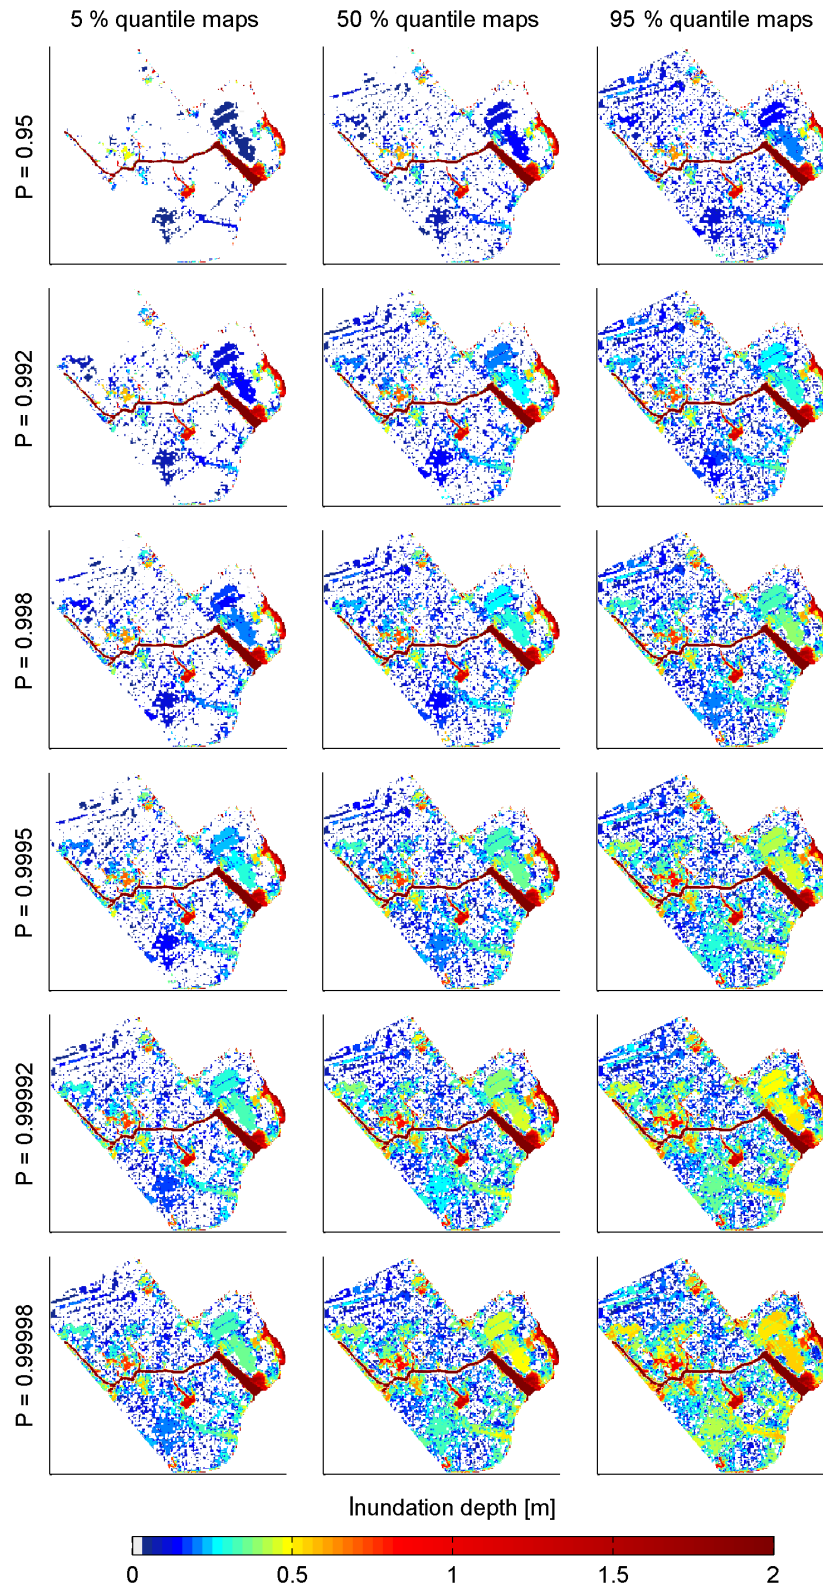 5 % quantile maps 50 % quantile maps 95 % quantile maps
P = 0.95
P = 0.992
P = 0.998
P = 0.9995
P = 0.99992
P = 0.99998
Inundation depth [m]
0 0.5 1 1.5 2